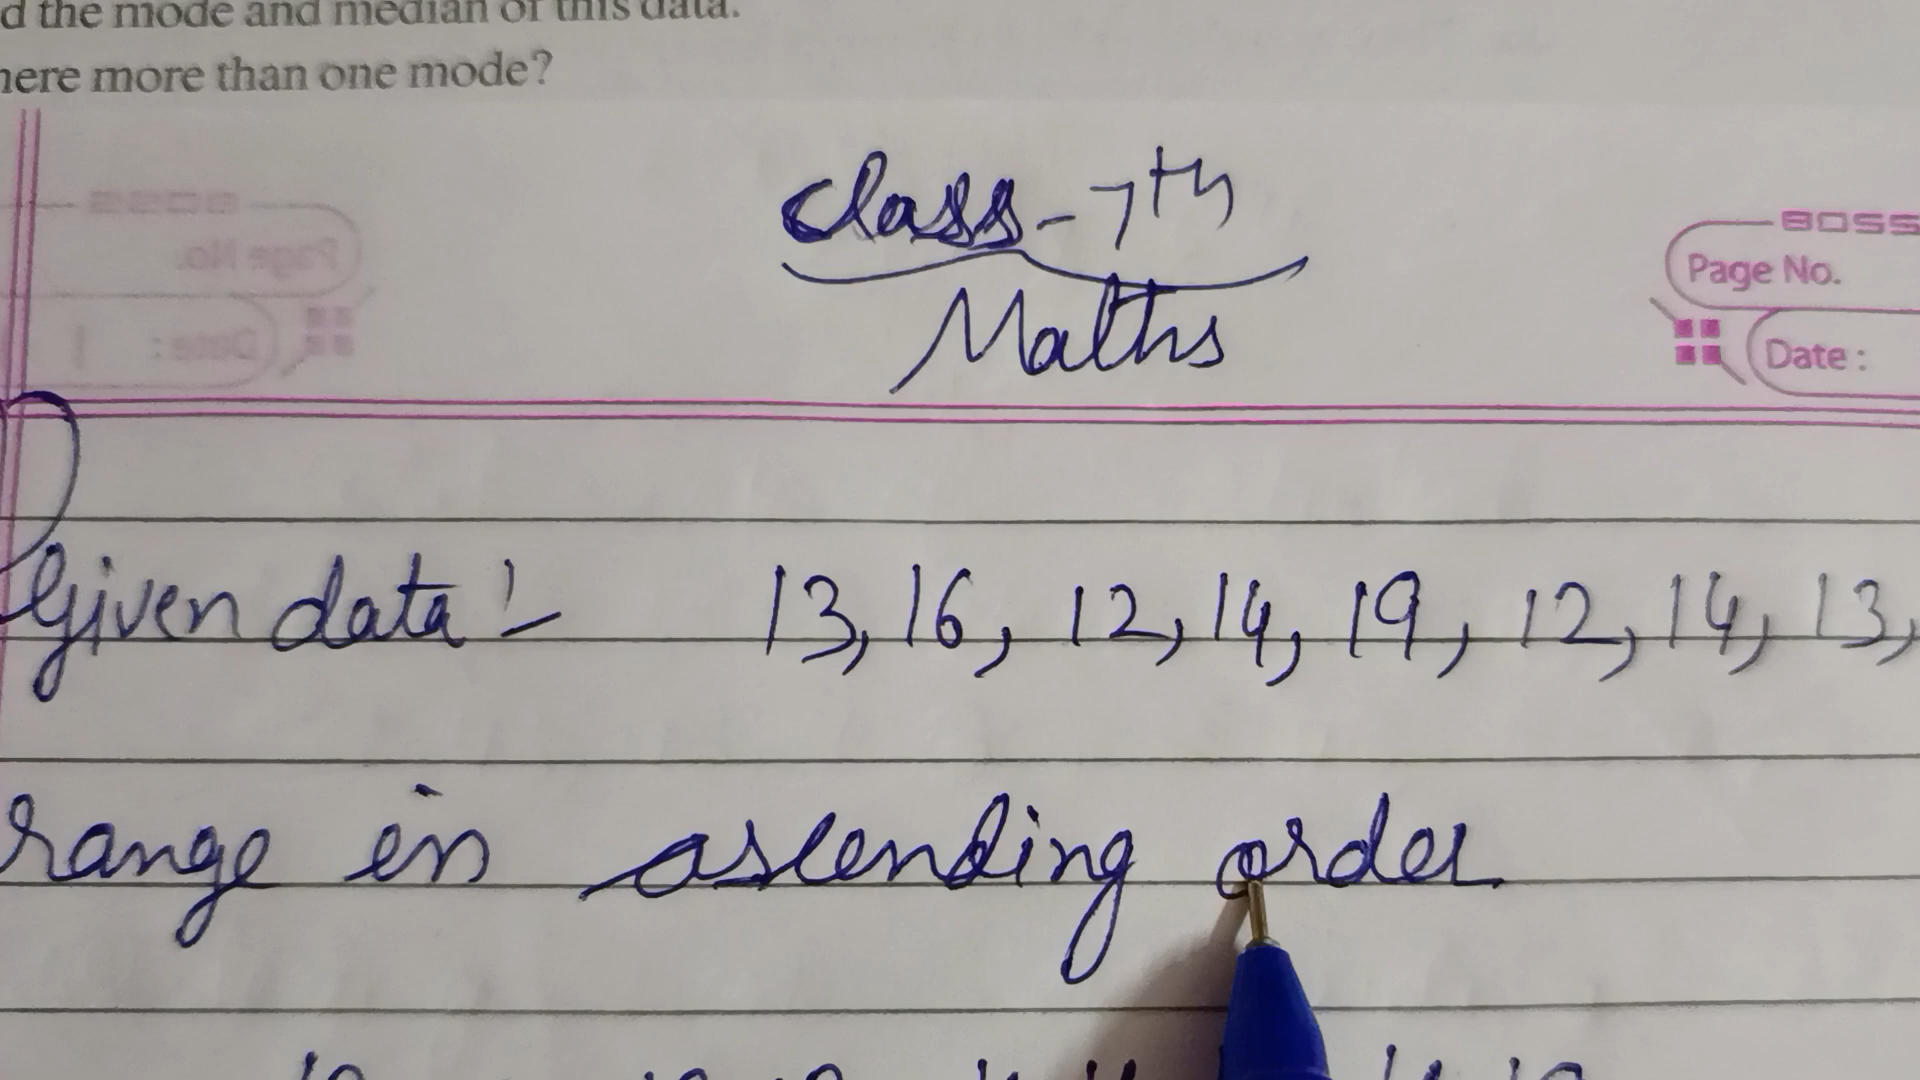 d the mode and median of this data.
here more than one mode?
Class - 7th
Maths
BOSS
Page No.
Date :
Given data :- 13, 16, 12, 14, 19, 12, 14, 13,
range in ascending order